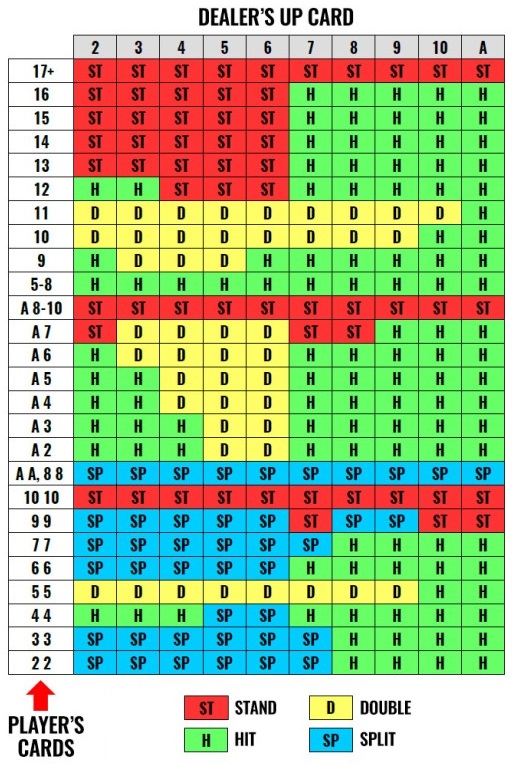 DEALER'S UP CARD
2 3 4 5 6 7 8 9 10 A
17+ ST ST ST ST ST ST ST ST ST ST
16 ST ST ST ST ST H H H H H
15 ST ST ST ST ST H H H H H
14 ST ST ST ST ST H H H H H
13 ST ST ST ST ST H H H H H
12 H H ST ST ST H H H H H
11 D D D D D D D D D H
10 D D D D D D D D H H
9 H D D D H H H H H H
5-8 H H H H H H H H H H
A 8-10 ST ST ST ST ST ST ST ST ST ST
A 7 ST D D D D ST ST H H H
A 6 H D D D D H H H H H
A 5 H H D D D H H H H H
A 4 H H D D D H H H H H
A 3 H H H D D H H H H H
A 2 H H H D D H H H H H
A A, 8 8 SP SP SP SP SP SP SP SP SP SP
10 10 ST ST ST ST ST ST ST ST ST ST
9 9 SP SP SP SP SP ST SP SP ST ST
7 7 SP SP SP SP SP SP H H H H
6 6 SP SP SP SP SP H H H H H
5 5 D D D D D D D D H H
4 4 H H H SP SP H H H H H
3 3 SP SP SP SP SP SP H H H H
2 2 SP SP SP SP SP SP H H H H
PLAYER'S
CARDS
ST STAND D DOUBLE
H HIT SP SPLIT